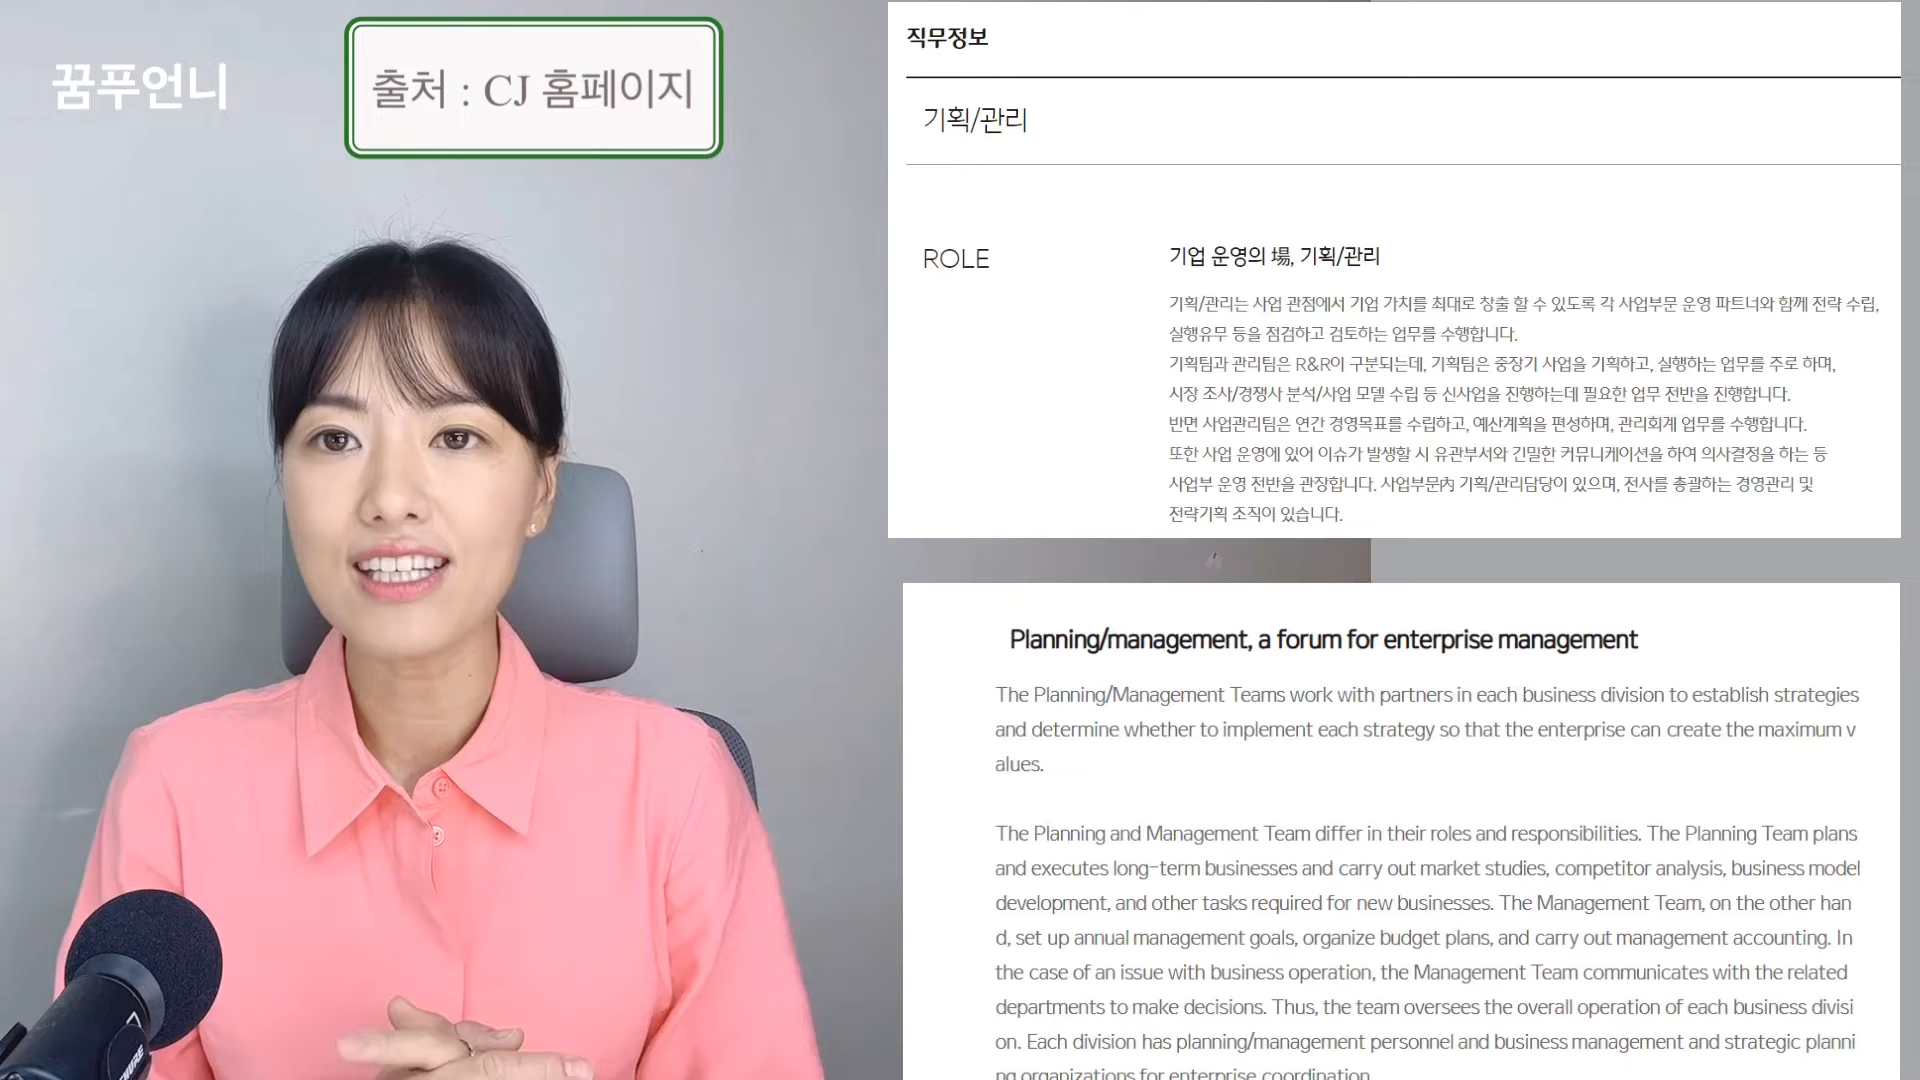 꿈푸언니
출처 : CJ 홈페이지
직무정보
기획/관리
ROLE
기업 운영의 場, 기획/관리
기획/관리는 사업 관점에서 기업 가치를 최대로 창출 할 수 있도록 각 사업부문 운영 파트너와 함께 전략 수립,
실행유무 등을 점검하고 검토하는 업무를 수행합니다.
기획팀과 관리팀은 R&R이 구분되는데, 기획팀은 중장기 사업을 기획하고, 실행하는 업무를 주로 하며,
시장 조사/경쟁사 분석/사업 모델 수립 등 신사업을 진행하는데 필요한 업무 전반을 진행합니다.
반면 사업관리팀은 연간 경영목표를 수립하고, 예산계획을 편성하며, 관리회계 업무를 수행합니다.
또한 사업 운영에 있어 이슈가 발생할 시 유관부서와 긴밀한 커뮤니케이션을 하여 의사결정을 하는 등
사업부 운영 전반을 관장합니다. 사업부문內 기획/관리담당이 있으며, 전사를 총괄하는 경영관리 및
전략기획 조직이 있습니다.
Planning/management, a forum for enterprise management
The Planning/Management Teams work with partners in each business division to establish strategies
and determine whether to implement each strategy so that the enterprise can create the maximum v
alues.
The Planning and Management Team differ in their roles and responsibilities. The Planning Team plans
and executes long-term businesses and carry out market studies, competitor analysis, business model
development, and other tasks required for new businesses. The Management Team, on the other han
d, set up annual management goals, organize budget plans, and carry out management accounting. In
the case of an issue with business operation, the Management Team communicates with the related
departments to make decisions. Thus, the team oversees the overall operation of each business divisi
on. Each division has planning/management personnel and business management and strategic planni
ng organizations for enterprise coordination.
SHURE